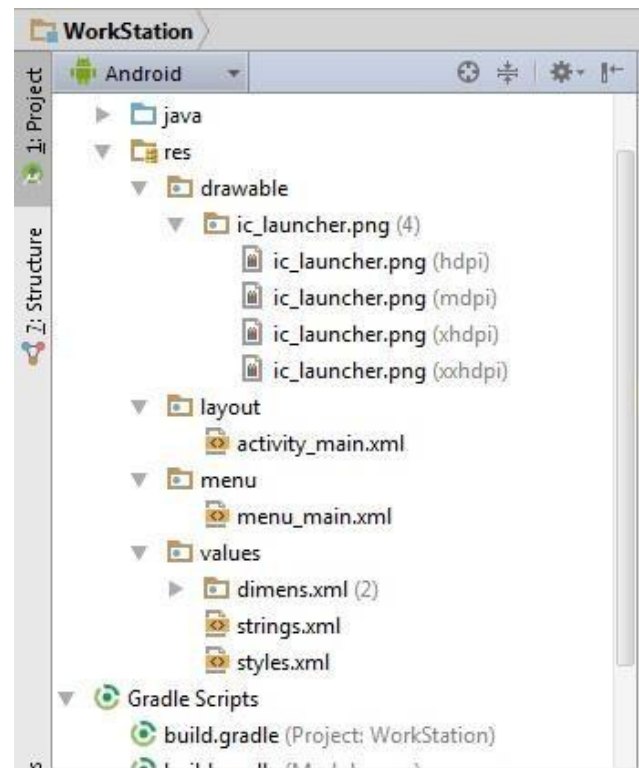 WorkStation
1: Project
7: Structure
Android
java
res
drawable
ic_launcher.png (4)
ic_launcher.png (hdpi)
ic_launcher.png (mdpi)
ic_launcher.png (xhdpi)
ic_launcher.png (xxhdpi)
layout
activity_main.xml
menu
menu_main.xml
values
dimens.xml (2)
strings.xml
styles.xml
Gradle Scripts
build.gradle (Project: WorkStation)